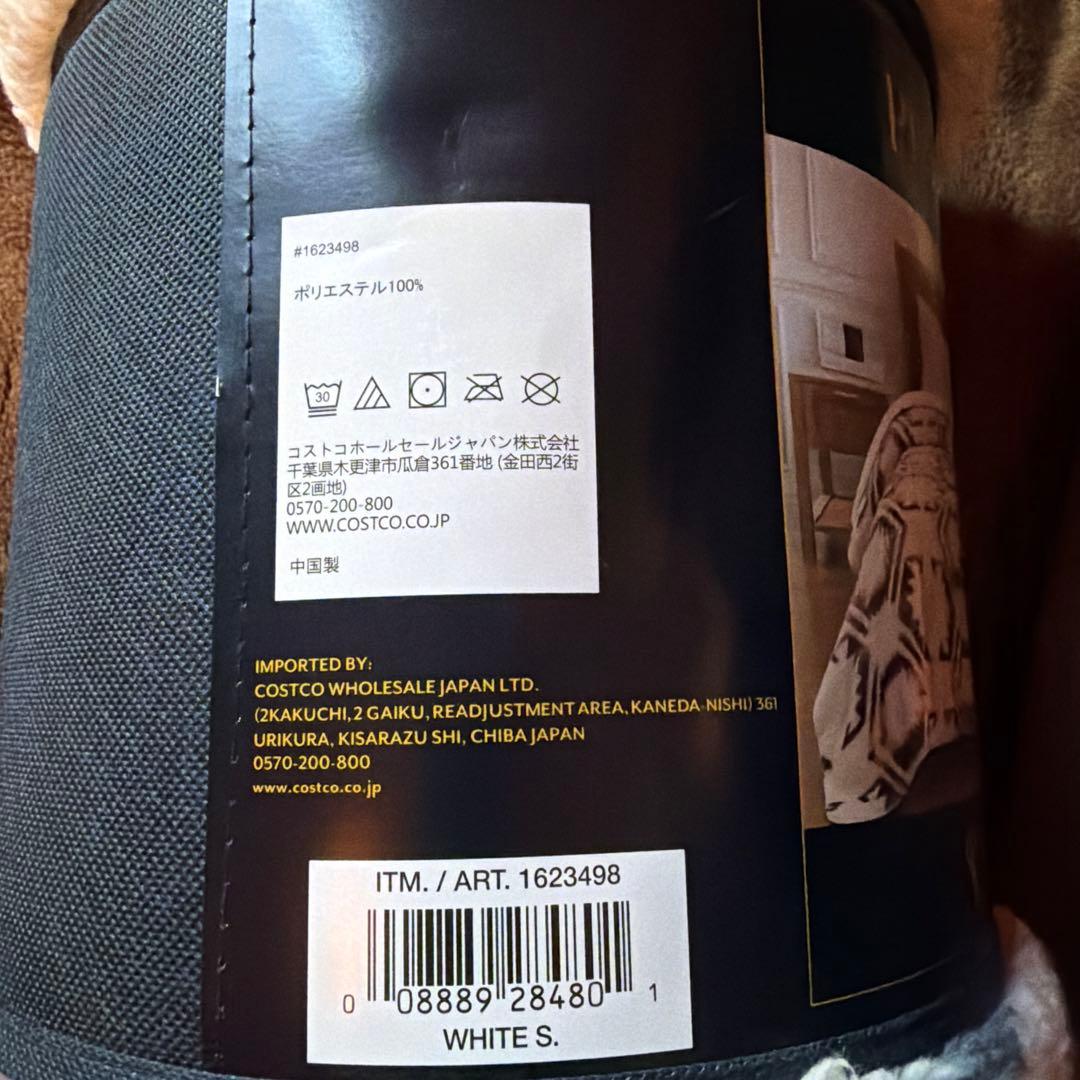 #1623498
ポリエステル100%
30
コストコホールセールジャパン株式会社
千葉県木更津市瓜倉361番地 (金田西2街
区2画地)
0570-200-800
WWW.COSTCO.CO.JP
中国製
IMPORTED BY:
COSTCO WHOLESALE JAPAN LTD.
(2KAKUCHI, 2 GAIKU, READJUSTMENT AREA, KANEDA-NISHI) 361
URIKURA, KISARAZU SHI, CHIBA JAPAN
0570-200-800
www.costco.co.jp
ITM. / ART. 1623498
0 08889 28480 1
WHITE S.